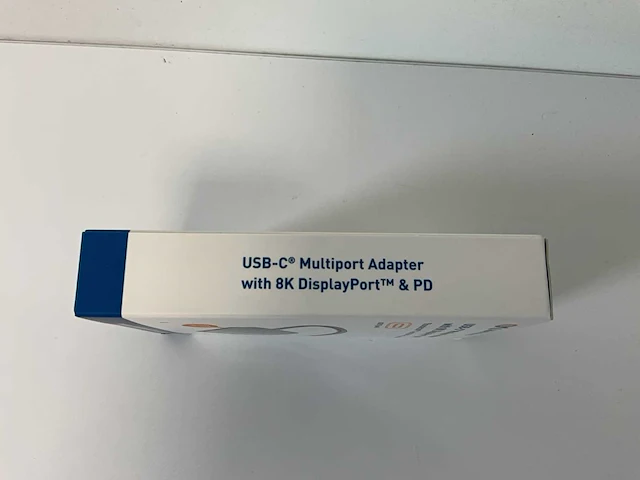 USB-C® Multiport Adapter
with 8K DisplayPort™ & PD